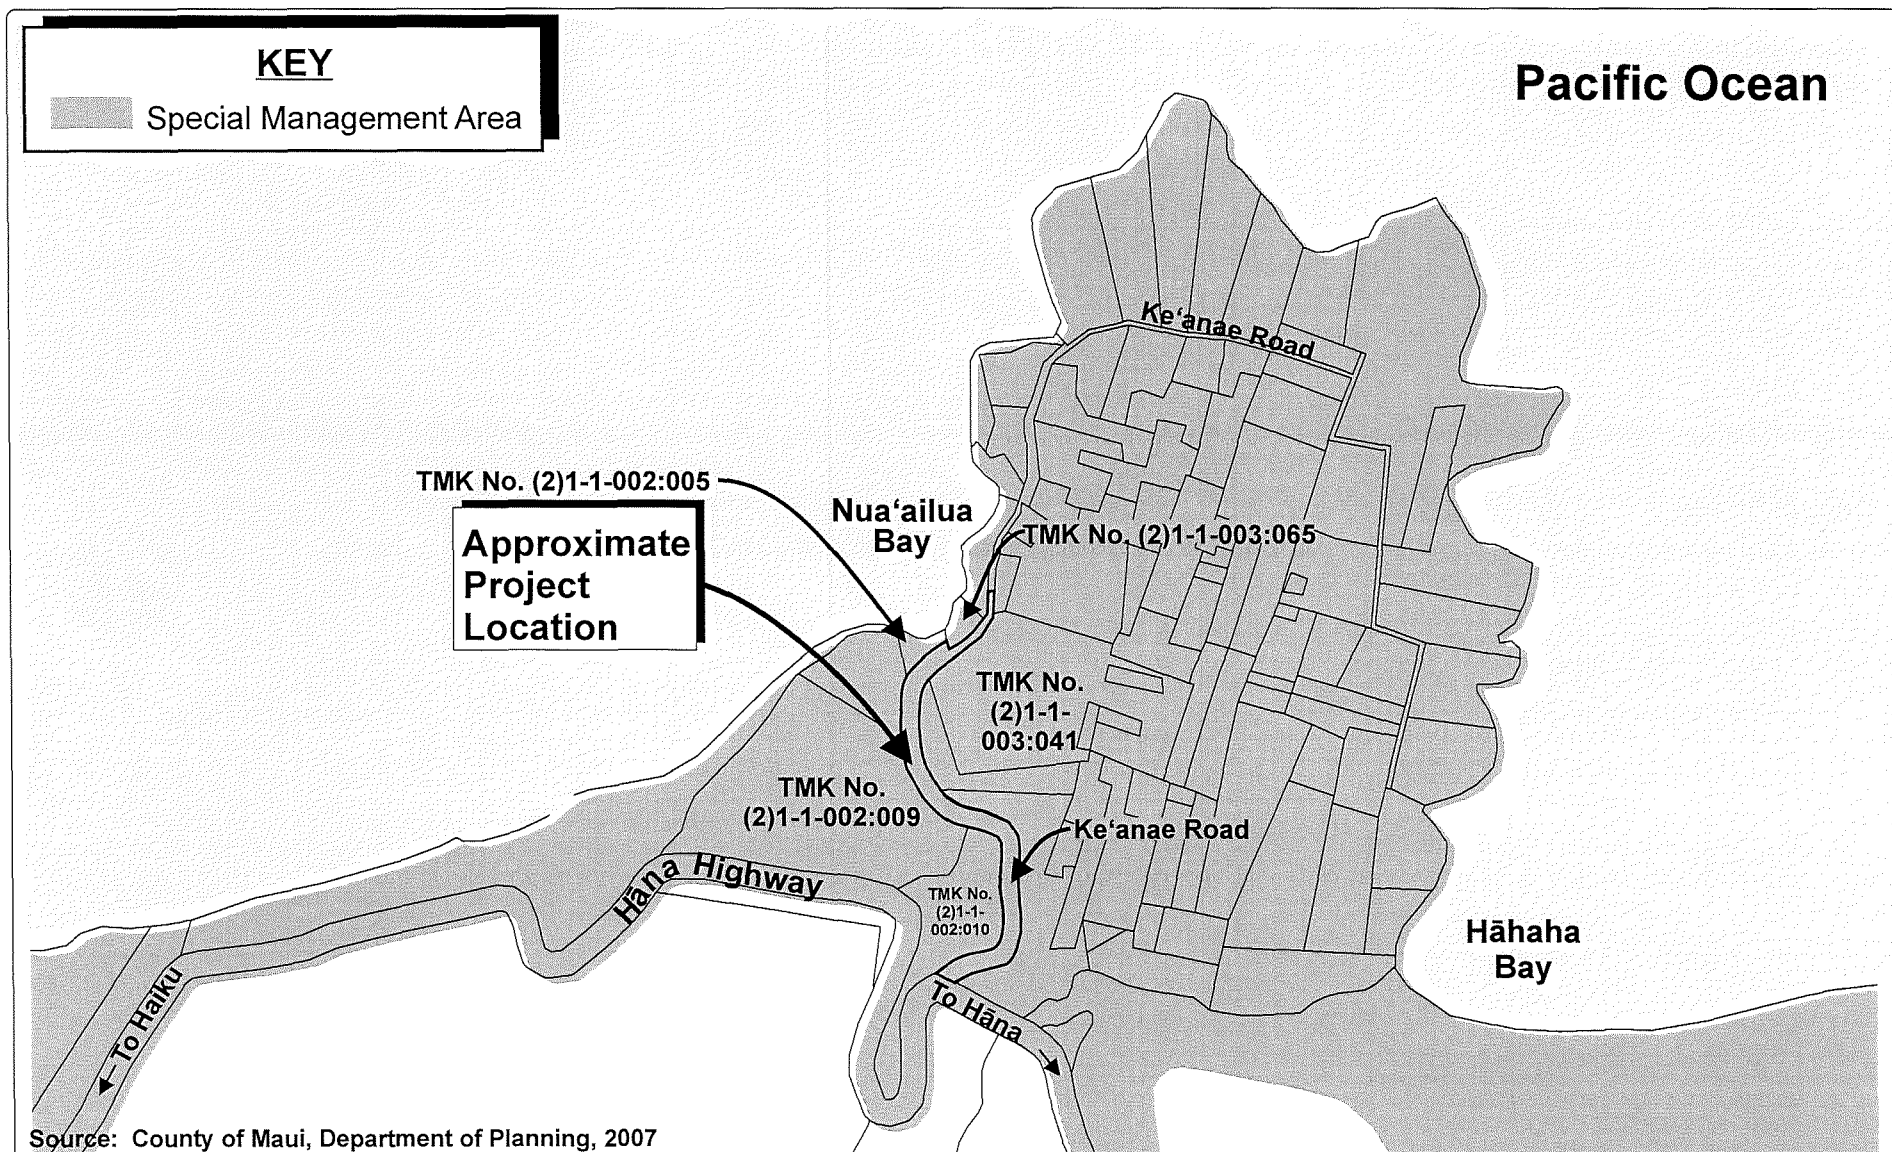 KEY
Special Management Area
Pacific Ocean
Ke‘anae Road
TMK No. (2)1-1-002:005
Approximate
Project
Location
Nua‘ailua
Bay
TMK No. (2)1-1-003:065
TMK No.
(2)1-1-
003:041
TMK No.
(2)1-1-002:009
Ke‘anae Road
Hāna Highway
TMK No.
(2)1-1-
002:010
Hāhaha
Bay
To Haiku
To Hāna
Source: County of Maui, Department of Planning, 2007